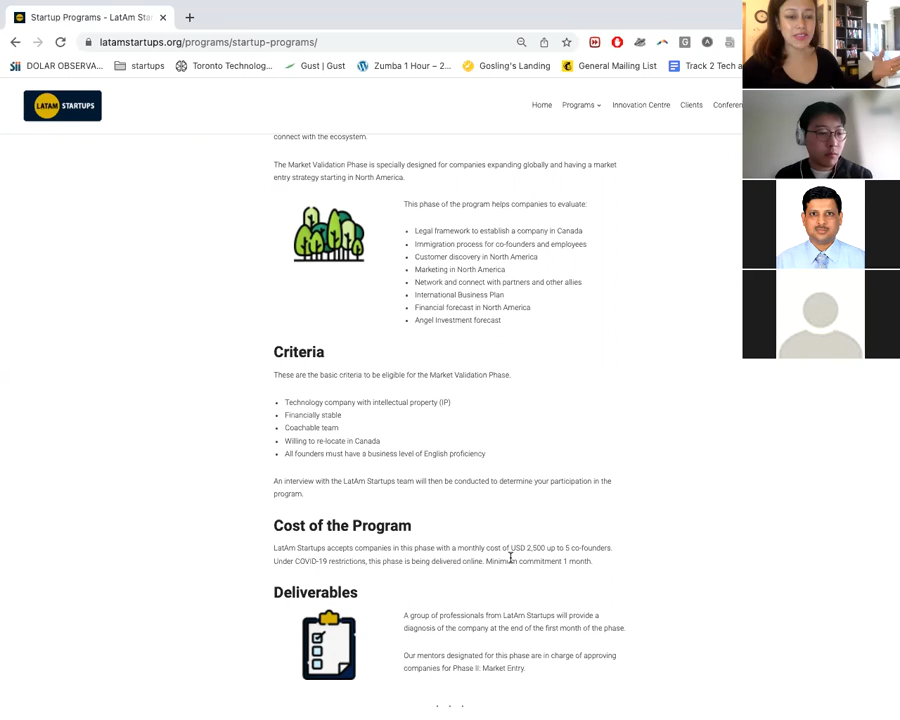 Startup Programs - LatAm Sta
latamstartups.org/programs/startup-programs/
DOLAR OBSERVA... startups Toronto Technolog... Gust | Gust Zumba 1 Hour – 2... Gosling's Landing General Mailing List Track 2 Tech a
LATAM STARTUPS
Home Programs Innovation Centre Clients Conferen
connect with the ecosystem.
The Market Validation Phase is specially designed for companies expanding globally and having a market
entry strategy starting in North America.
This phase of the program helps companies to evaluate:
• Legal framework to establish a company in Canada
• Immigration process for co-founders and employees
• Customer discovery in North America
• Marketing in North America
• Network and connect with partners and other allies
• International Business Plan
• Financial forecast in North America
• Angel Investment forecast
Criteria
These are the basic criteria to be eligible for the Market Validation Phase.
• Technology company with intellectual property (IP)
• Financially stable
• Coachable team
• Willing to re-locate in Canada
• All founders must have a business level of English proficiency
An interview with the LatAm Startups team will then be conducted to determine your participation in the
program.
Cost of the Program
LatAm Startups accepts companies in this phase with a monthly cost of USD 2,500 up to 5 co-founders.
Under COVID-19 restrictions, this phase is being delivered online. Minimum commitment 1 month.
Deliverables
A group of professionals from LatAm Startups will provide a
diagnosis of the company at the end of the first month of the phase.
Our mentors designated for this phase are in charge of approving
companies for Phase II: Market Entry.